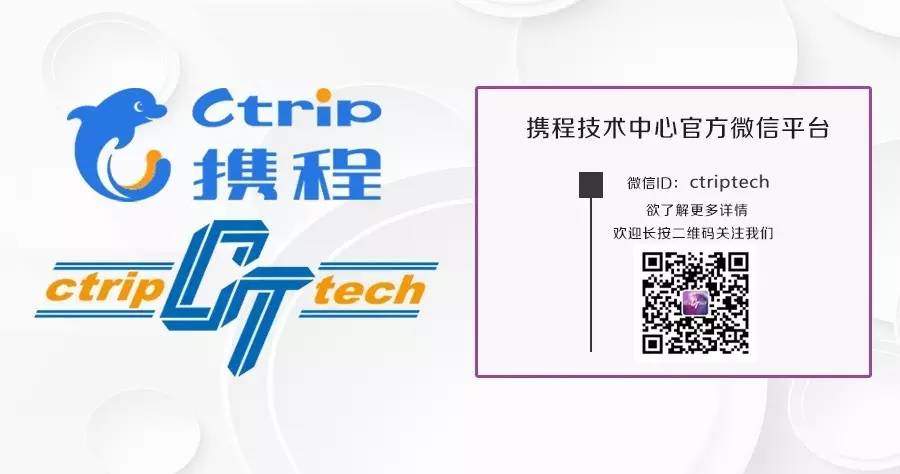 Ctrip
携程
ctrip CT tech
携程技术中心官方微信平台
微信ID: ctriptech
欲了解更多详情
欢迎长按二维码关注我们